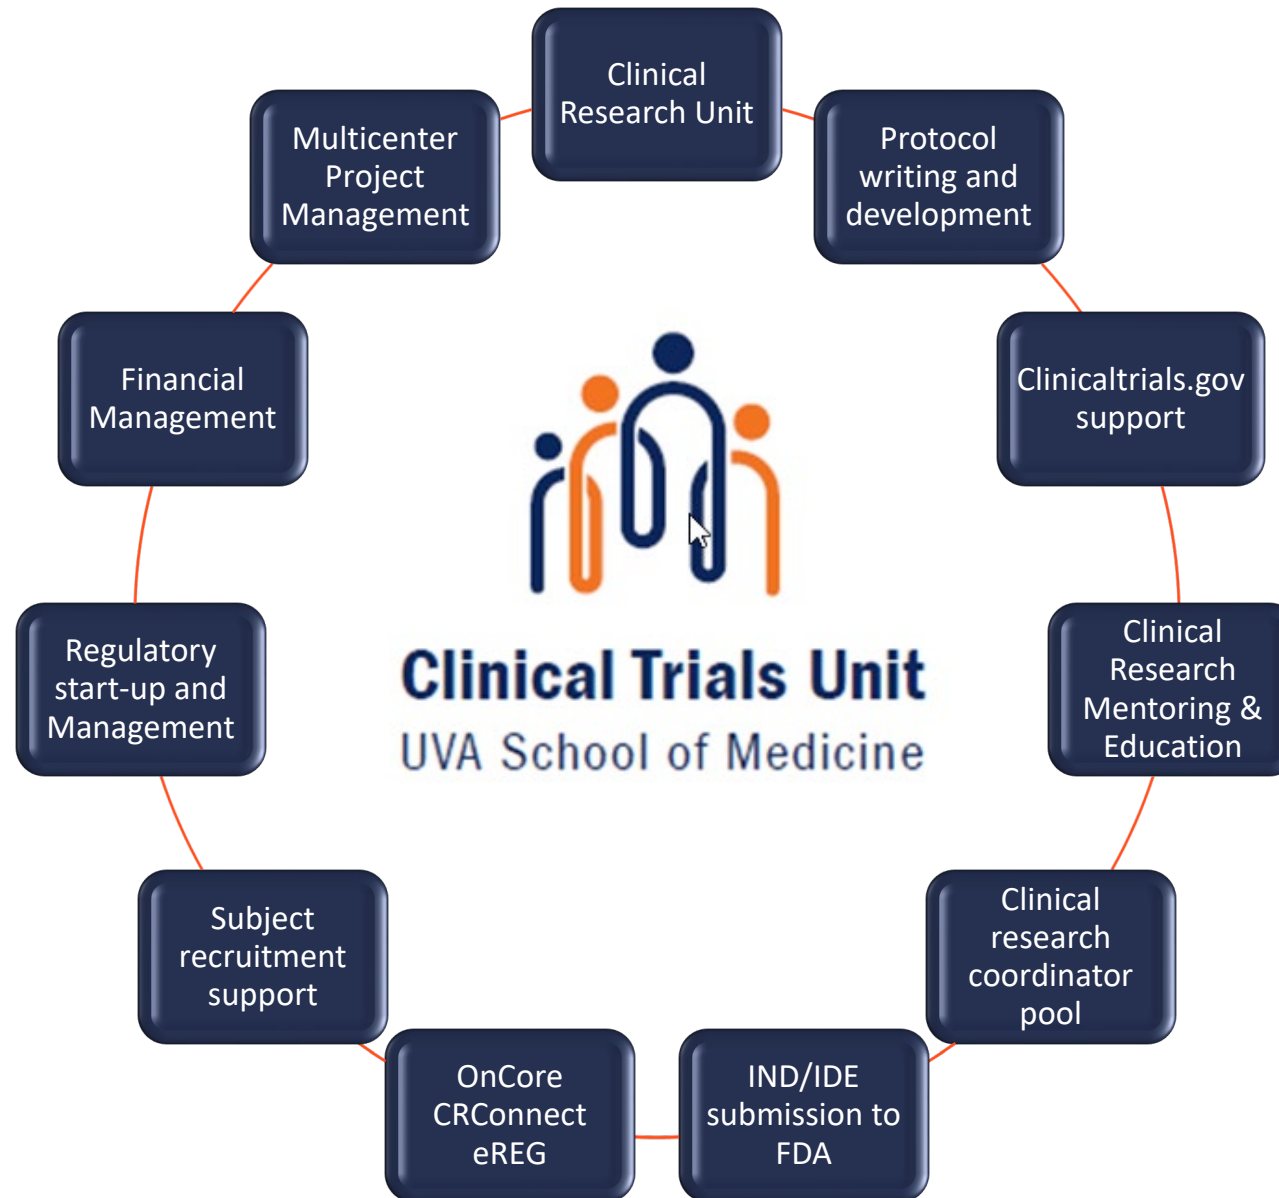 Clinical
Research Unit
Protocol
writing and
development
Clinicaltrials.gov
support
Clinical
Research
Mentoring &
Education
Clinical
research
coordinator
pool
IND/IDE
submission to
FDA
OnCore
CRConnect
eREG
Subject
recruitment
support
Regulatory
start-up and
Management
Financial
Management
Multicenter
Project
Management
Clinical Trials Unit
UVA School of Medicine